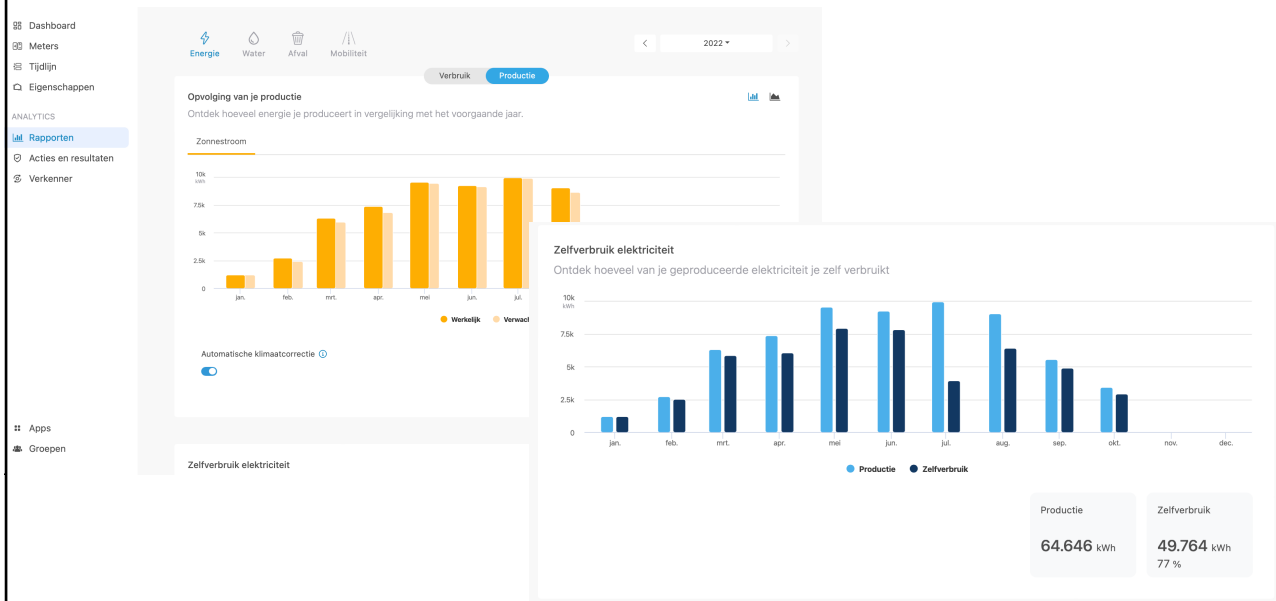 Dashboard
Meters
Tijdlijn
Eigenschappen
ANALYTICS
Rapporten
Acties en resultaten
Verkenner
Apps
Groepen
Energie Water Afval Mobiliteit
2022
Verbruik Productie
Opvolging van je productie
Ontdek hoeveel energie je produceert in vergelijking met het voorgaande jaar.
Zonnestroom
10k
kWh
7.5k
5k
2.5k
0
jan. feb. mrt. apr. mei jun. jul.
Werkelijk Verwacl
Automatische klimaatcorrectie
Zelfverbruik elektriciteit
Zelfverbruik elektriciteit
Ontdek hoeveel van je geproduceerde elektriciteit je zelf verbruikt
10k
kWh
7.5k
5k
2.5k
0
jan. feb. mrt. apr. mei jun. jul. aug. sep. okt. nov. dec.
Productie Zelfverbruik
Productie
64.646 kWh
Zelfverbruik
49.764 kWh
77 %